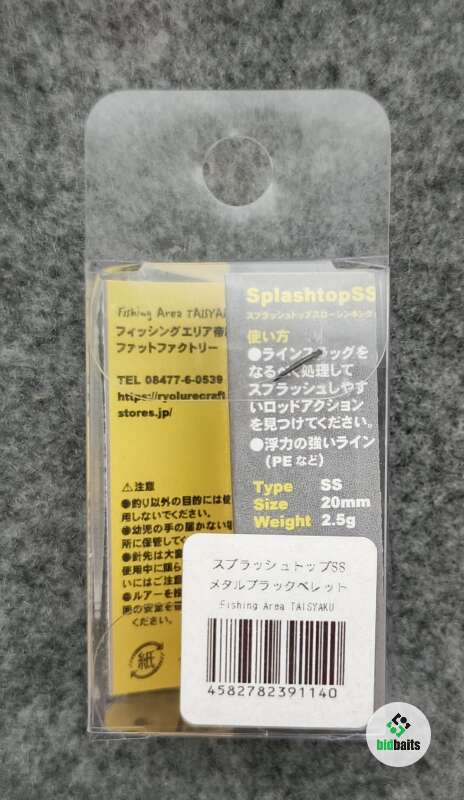 Fishing Area TAISYA
フィッシングエリア帝
ファットファクトリー
TEL 08477-6-0539
https://ryolurecraft
stores.jp/
⚠注意
●釣り以外の目的には使
用しないでください。
●幼児の手の届かない場
所に保管してく
●針先は大変
使用中に眼ら
いにはご注意
●ルアーを投
囲の安全を確
ください。
紙
SplashtopSS
スプラッシュトップスローシンキング
使い方
●ラインスラッグを
なるべく処理して
スプラッシュしやす
いロッドアクション
を見つけてください。
●浮力の強いライン
(PEなど)
Type SS
Size 20mm
Weight 2.5g
スプラッシュトップSS
メタルブラックペレット
Fishing Area TAISYAKU
4582782391140
bidbaits